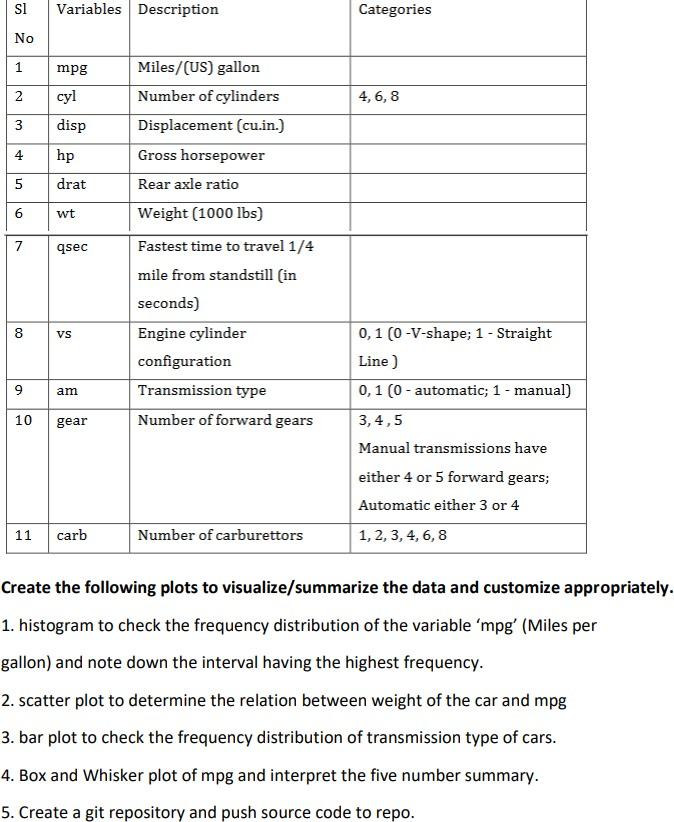 Sl Variables Description Categories
No
1 mpg Miles/(US) gallon
2 cyl Number of cylinders 4, 6, 8
3 disp Displacement (cu.in.)
4 hp Gross horsepower
5 drat Rear axle ratio
6 wt Weight (1000 lbs)
7 qsec Fastest time to travel 1/4
mile from standstill (in
seconds)
8 vs Engine cylinder 0, 1 (0 -V-shape; 1 - Straight
configuration Line )
9 am Transmission type 0, 1 (0 - automatic; 1 - manual)
10 gear Number of forward gears 3, 4 , 5
Manual transmissions have
either 4 or 5 forward gears;
Automatic either 3 or 4
11 carb Number of carburettors 1, 2, 3, 4, 6, 8
Create the following plots to visualize/summarize the data and customize appropriately.
1. histogram to check the frequency distribution of the variable ‘mpg’ (Miles per
gallon) and note down the interval having the highest frequency.
2. scatter plot to determine the relation between weight of the car and mpg
3. bar plot to check the frequency distribution of transmission type of cars.
4. Box and Whisker plot of mpg and interpret the five number summary.
5. Create a git repository and push source code to repo.